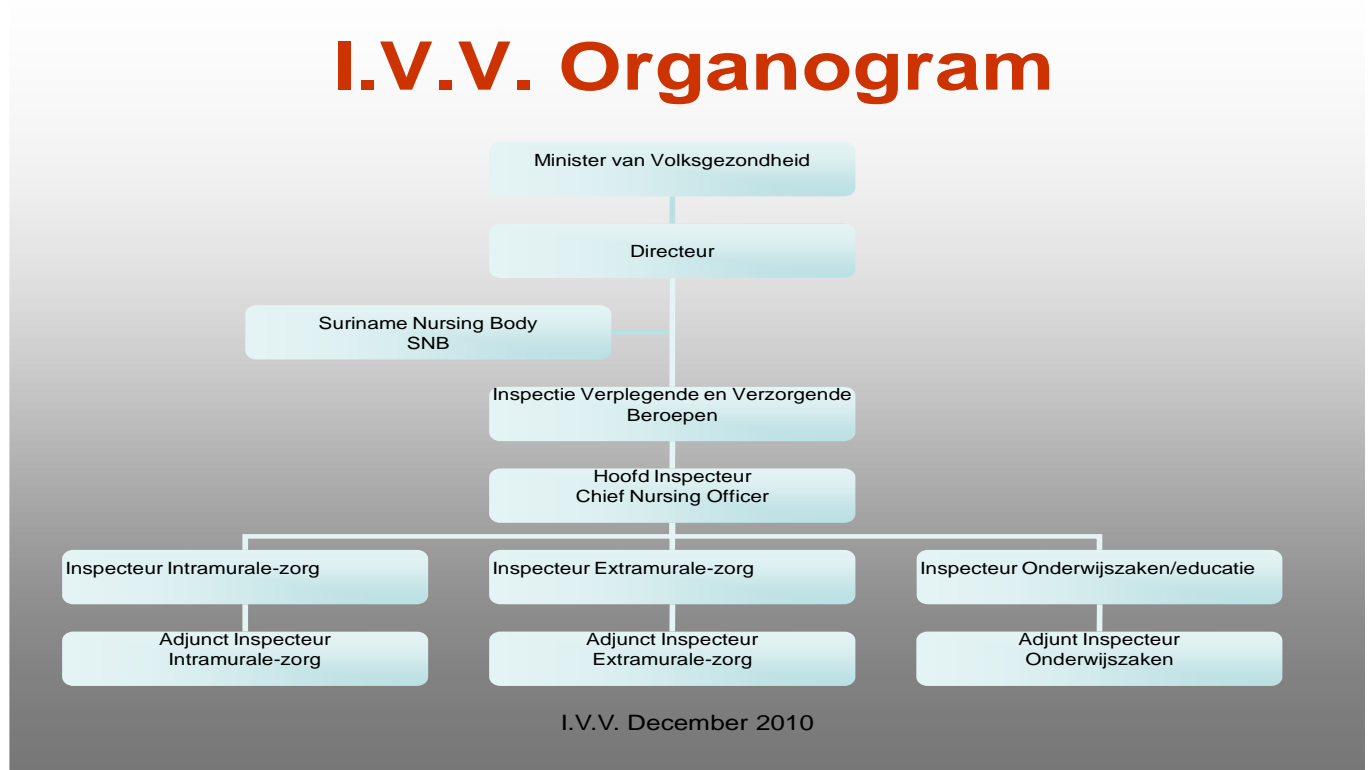 I.V.V. Organogram
Minister van Volksgezondheid
Directeur
Suriname Nursing Body
SNB
Inspectie Verplegende en Verzorgende
Beroepen
Hoofd Inspecteur
Chief Nursing Officer
Inspecteur Intramurale-zorg
Inspecteur Extramurale-zorg
Inspecteur Onderwijszaken/educatie
Adjunct Inspecteur
Intramurale-zorg
Adjunct Inspecteur
Extramurale-zorg
Adjunt Inspecteur
Onderwijszaken
I.V.V. December 2010